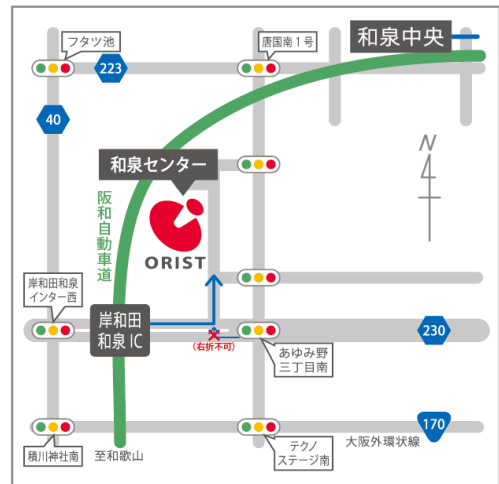 フタツ池
唐国南1号
和泉中央
223
40
和泉センター
N
阪和自動車道
ORIST
岸和田和泉
インター西
岸和田
和泉IC
(右折不可)
あゆみ野
三丁目南
230
170
積川神社南
至和歌山
テクノ
ステージ南
大阪外環状線